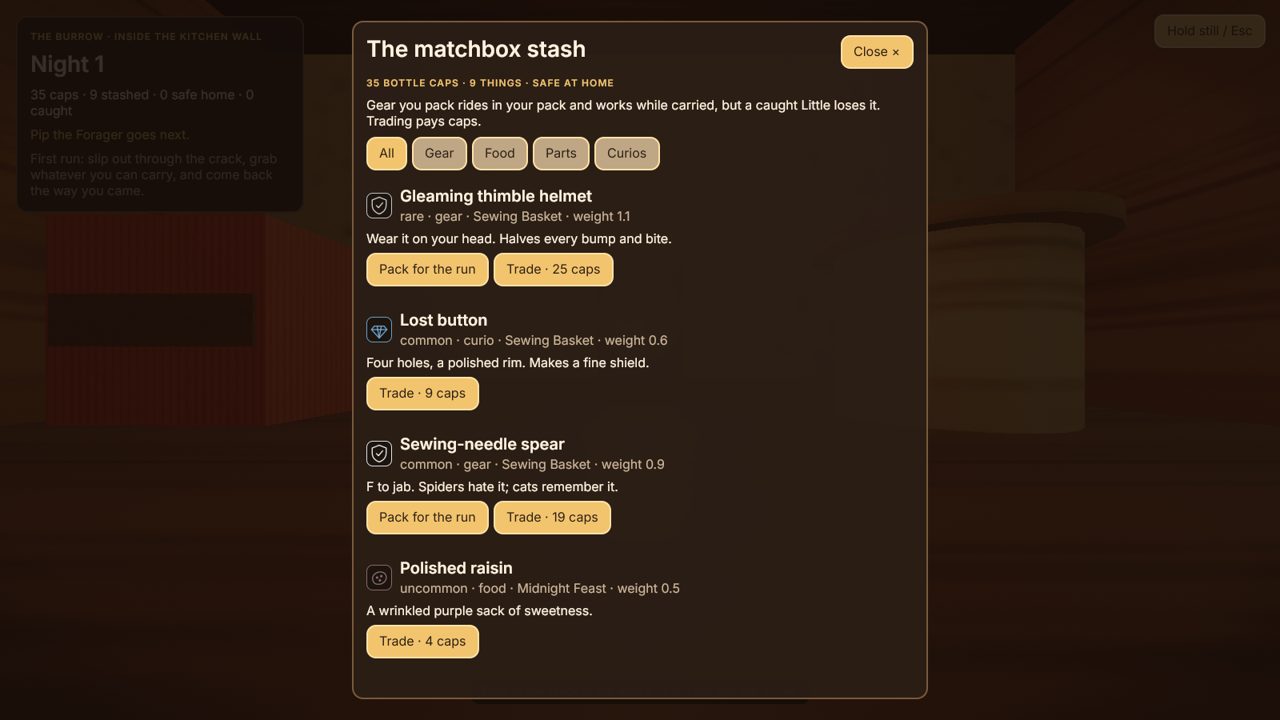 THE BURROW · INSIDE THE KITCHEN WALL
Night 1
35 caps · 9 stashed · 0 safe home · 0
caught
Pip the Forager goes next.
First run: slip out through the crack, grab
whatever you can carry, and come back
the way you came.
Hold still / Esc
The matchbox stash
Close ×
35 BOTTLE CAPS · 9 THINGS · SAFE AT HOME
Gear you pack rides in your pack and works while carried, but a caught Little loses it.
Trading pays caps.
All Gear Food Parts Curios
Gleaming thimble helmet
rare · gear · Sewing Basket · weight 1.1
Wear it on your head. Halves every bump and bite.
Pack for the run Trade · 25 caps
Lost button
common · curio · Sewing Basket · weight 0.6
Four holes, a polished rim. Makes a fine shield.
Trade · 9 caps
Sewing-needle spear
common · gear · Sewing Basket · weight 0.9
F to jab. Spiders hate it; cats remember it.
Pack for the run Trade · 19 caps
Polished raisin
uncommon · food · Midnight Feast · weight 0.5
A wrinkled purple sack of sweetness.
Trade · 4 caps